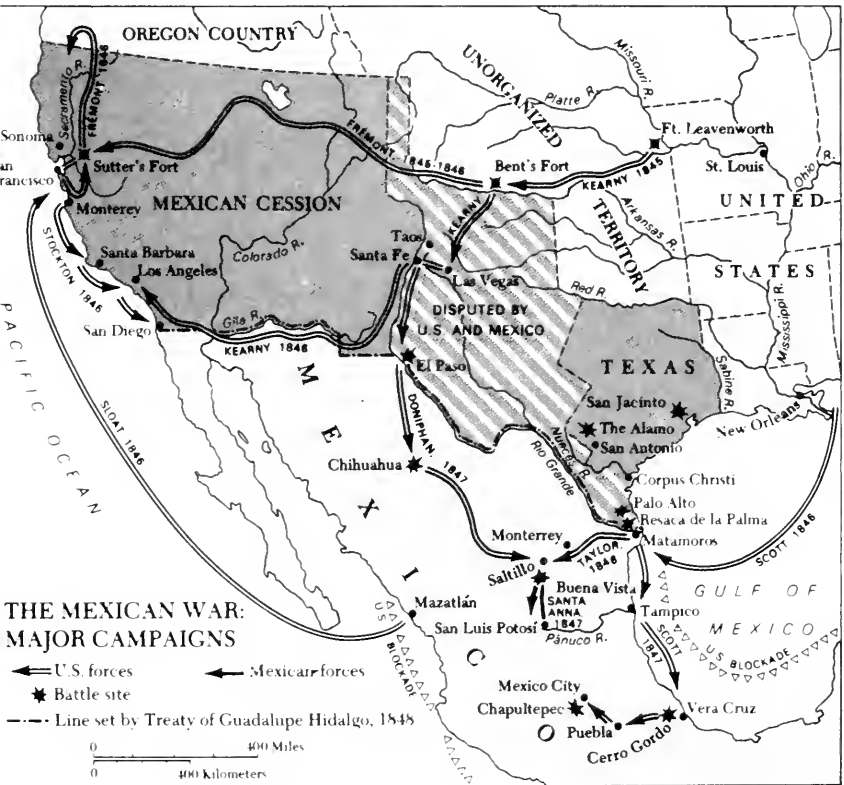 OREGON COUNTRY
UNORGANIZED
TERRITORY
Missouri R.
Platte R.
Sacramento R.
FRÉMONT 1846
Sonoma
an
rancisco
Sutter's Fort
Monterey
FRÉMONT, 1845-1846
Bent's Fort
Ft. Leavenworth
KEARNY 1845
St. Louis
Ohio R.
UNITED
STATES
MEXICAN CESSION
KEARNY
Arkansas R.
Taos
Santa Fe
Las Vegas
Colorado R.
STOCKTON 1846
Santa Barbara
Los Angeles
San Diego
Gila R.
KEARNY 1846
DISPUTED BY
U.S. AND MEXICO
Red R.
Mississippi R.
TEXAS
Sabine R.
El Paso
San Jacinto
The Alamo
San Antonio
New Orleans
PACIFIC OCEAN
SLOAT 1846
MEXICO
DONIPHAN, 1847
Chihuahua
Nueces R.
Rio Grande
Corpus Christi
Palo Alto
Resaca de la Palma
Matamoros
SCOTT 1846
Monterrey
TAYLOR,
1846
Saltillo
Buena Vista
SANTA
ANNA
1847
San Luis Potosí
Pánuco R.
Tampico
SCOTT
1847
GULF OF
MEXICO
U.S. BLOCKADE
Mazatlán
U.S.
BLOCKADE
Mexico City
Chapultepec
Puebla
Cerro Gordo
Vera Cruz
THE MEXICAN WAR:
MAJOR CAMPAIGNS
U.S. forces
Mexican forces
Battle site
Line set by Treaty of Guadalupe Hidalgo, 1848
0 400 Miles
0 400 Kilometers